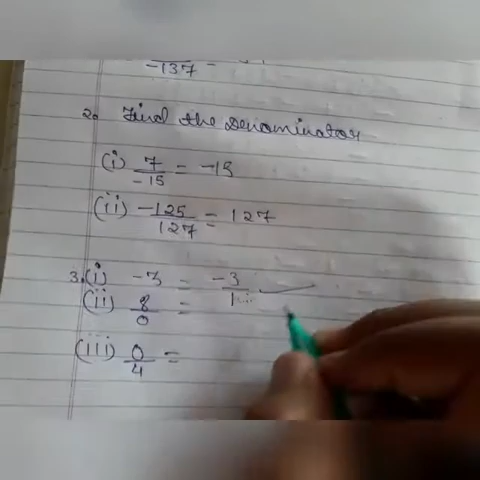 -137 =
2. Find the Denominator
(i) 7/-15 = -15
(ii) -125/127 = 127
3.(i) -3 = -3/1
(ii) 8/0 =
(iii) 0/4 =